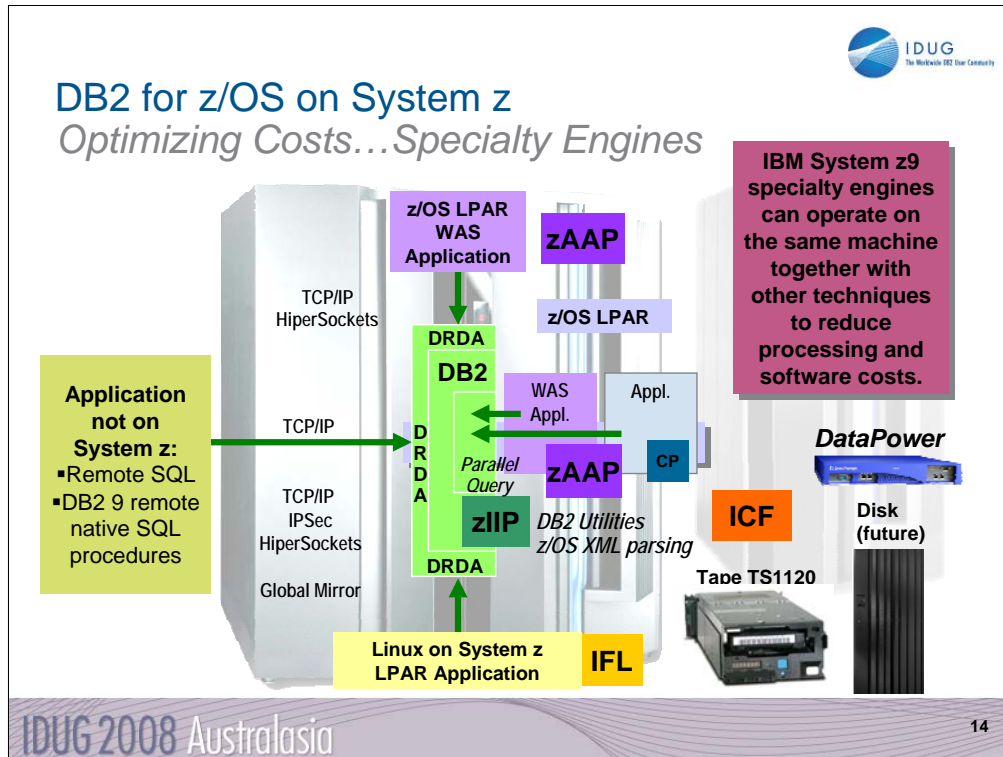 IDUG
The Worldwide DB2 User Community
DB2 for z/OS on System z
Optimizing Costs…Specialty Engines
z/OS LPAR
WAS
Application
zAAP
IBM System z9
specialty engines
can operate on
the same machine
together with
other techniques
to reduce
processing and
software costs.
TCP/IP
HiperSockets
z/OS LPAR
DRDA
DB2
Application
not on
System z:
▪Remote SQL
▪DB2 9 remote
native SQL
procedures
TCP/IP
DRDA
WAS
Appl.
Appl.
Parallel
Query
zAAP
CP
DataPower
TCP/IP
IPSec
HiperSockets
zIIP
DB2 Utilities
z/OS XML parsing
ICF
Disk
(future)
DRDA
Global Mirror
Tape TS1120
Linux on System z
LPAR Application
IFL
IDUG 2008 Australasia
14